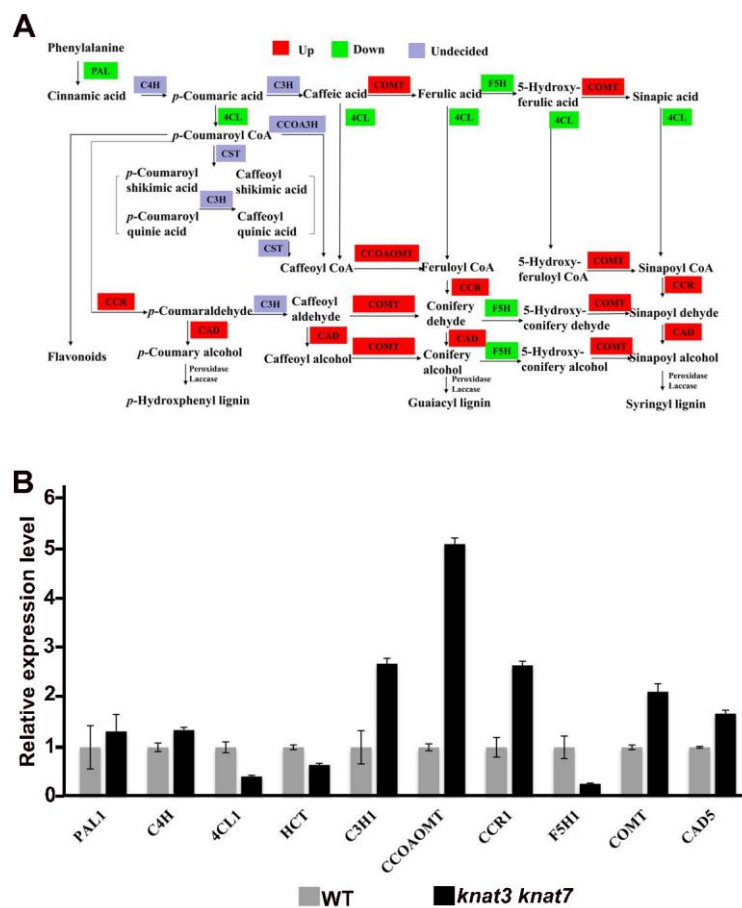 A
Phenylalanine
Up
Down
Undecided
PAL
C4H
C3H
COMT
F5H
COMT
Cinnamic acid
p-Coumaric acid
Caffeic acid
Ferulic acid
5-Hydroxy-
ferulic acid
Sinapic acid
4CL
CCOA3H
4CL
4CL
4CL
4CL
p-Coumaroyl CoA
CST
p-Coumaroyl
shikimic acid
Caffeoyl
shikimic acid
C3H
p-Coumaroyl
quinie acid
Caffeoyl
quinic acid
CST
CCOAOMT
COMT
Caffeoyl CoA
Feruloyl CoA
5-Hydroxy-
feruloyl CoA
Sinapoyl CoA
CCR
CCR
CCR
p-Coumaraldehyde
C3H
Caffeoyl
aldehyde
COMT
Conifery
dehyde
F5H
5-Hydroxy-
conifery dehyde
COMT
Sinapoyl dehyde
CAD
CAD
CAD
CAD
Flavonoids
p-Coumary alcohol
Caffeoyl alcohol
COMT
Conifery
alcohol
F5H
5-Hydroxy-
conifery alcohol
COMT
Sinapoyl alcohol
Peroxidase
Laccase
Peroxidase
Laccase
Peroxidase
Laccase
p-Hydroxphenyl lignin
Guaiacyl lignin
Syringyl lignin
B
Relative expression level
6
5
4
3
2
1
0
PAL1
C4H
4CL1
HCT
C3H1
CCOAOMT
CCR1
F5H1
COMT
CAD5
WT
knat3 knat7